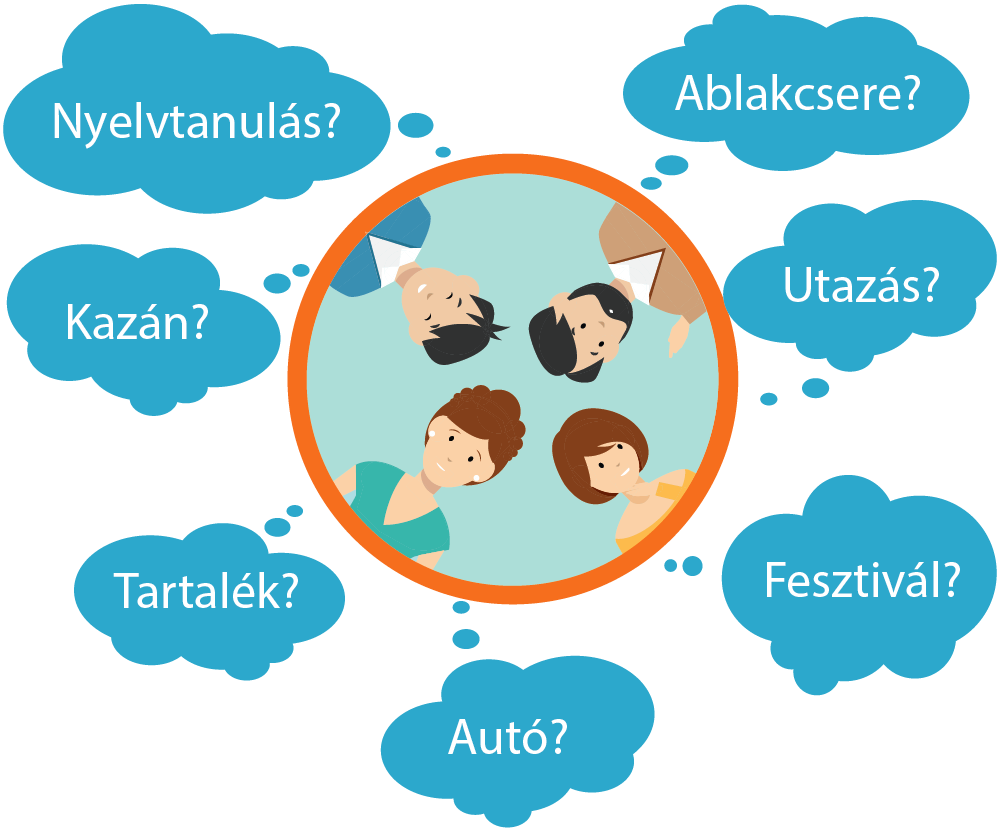 Nyelvtanulás?
Ablakcsere?
Kazán?
Utazás?
Tartalék?
Fesztivál?
Autó?